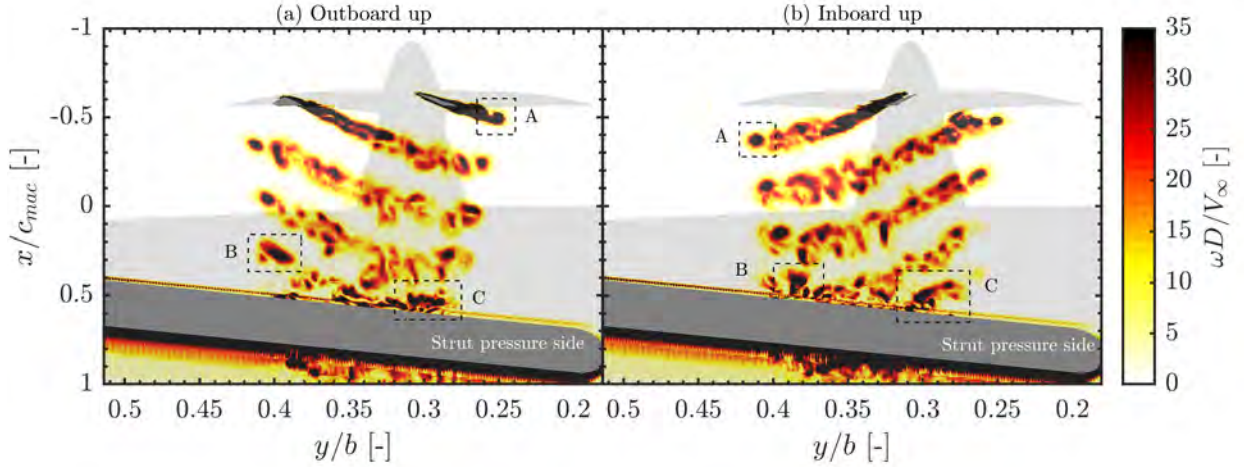 (a) Outboard up
(b) Inboard up
-1
-0.5
0
0.5
1
x/c_mac [-]
A
B
C
Strut pressure side
0.5
0.45
0.4
0.35
0.3
0.25
0.2
y/b [-]
A
B
C
Strut pressure side
0.5
0.45
0.4
0.35
0.3
0.25
0.2
y/b [-]
35
30
25
20
15
10
5
0
ωD/V∞ [-]